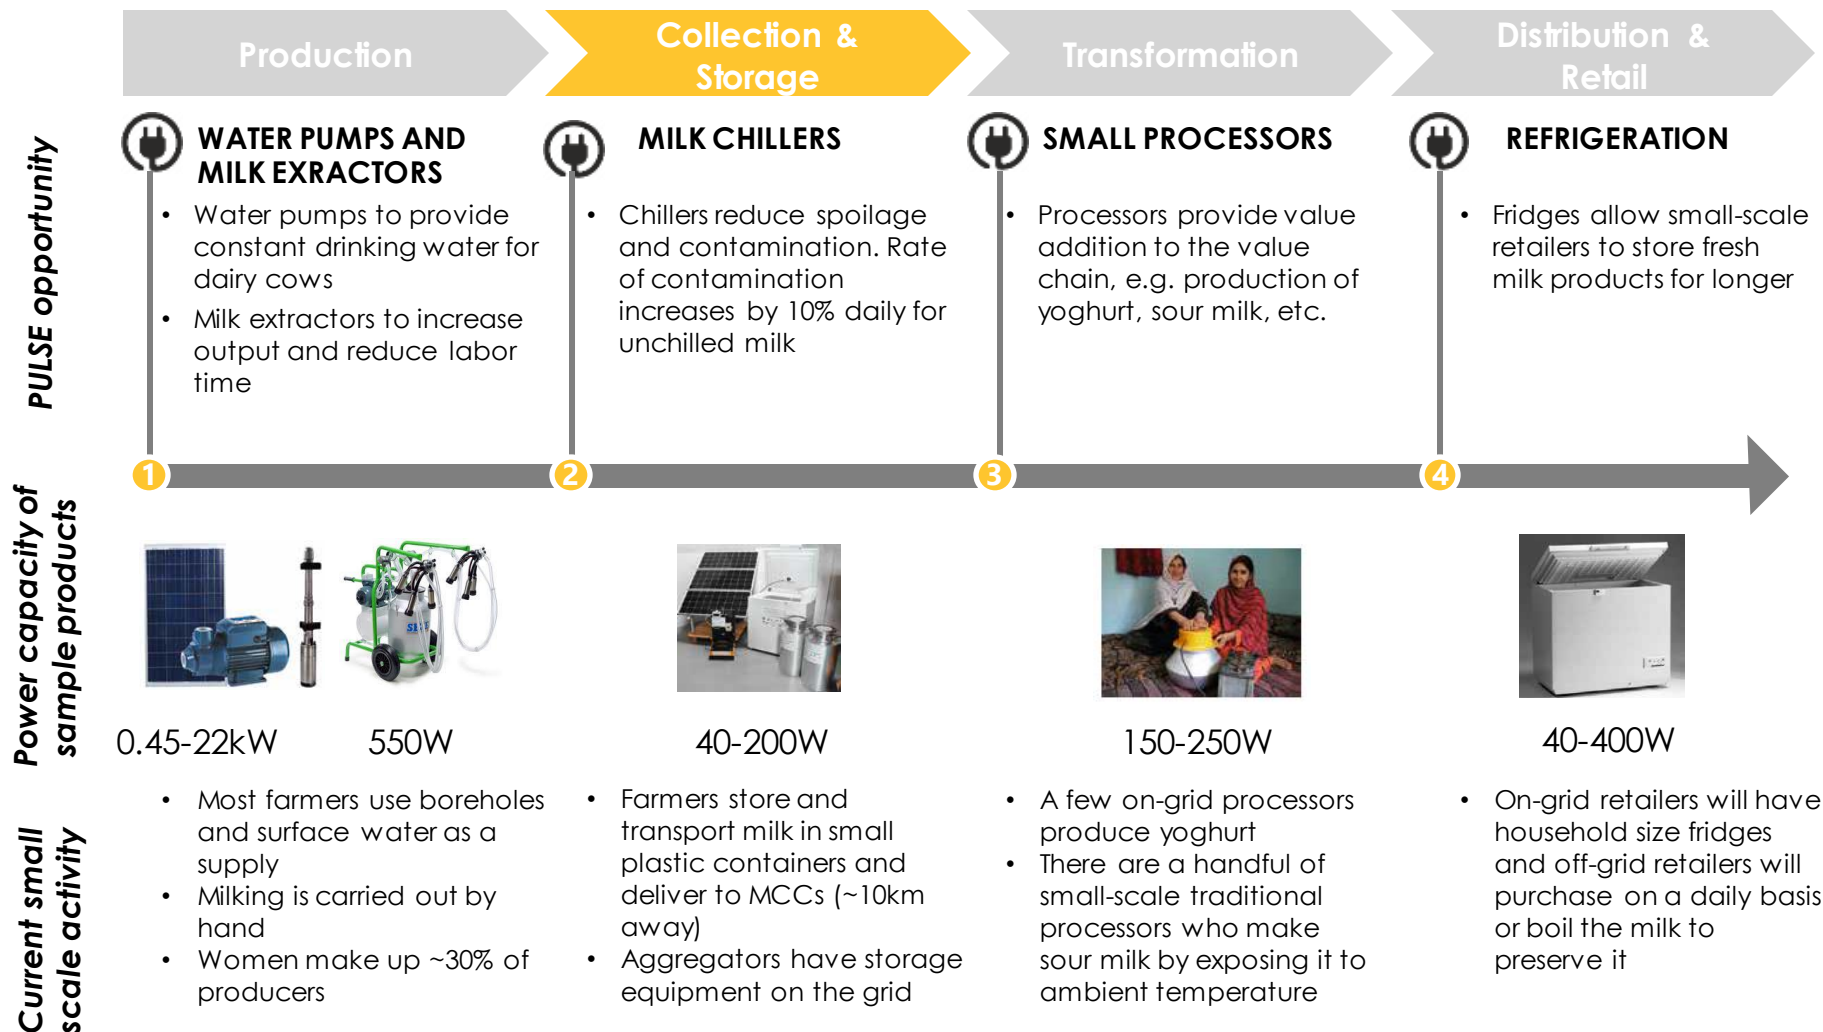 Production
Collection &
Storage
Transformation
Distribution &
Retail
PULSE opportunity
WATER PUMPS AND
MILK EXRACTORS
• Water pumps to provide
constant drinking water for
dairy cows
• Milk extractors to increase
output and reduce labor
time
MILK CHILLERS
• Chillers reduce spoilage
and contamination. Rate
of contamination
increases by 10% daily for
unchilled milk
SMALL PROCESSORS
• Processors provide value
addition to the value
chain, e.g. production of
yoghurt, sour milk, etc.
REFRIGERATION
• Fridges allow small-scale
retailers to store fresh
milk products for longer
1
2
3
4
Power capacity of
sample products
0.45-22kW
550W
40-200W
150-250W
40-400W
Current small
scale activity
• Most farmers use boreholes
and surface water as a
supply
• Milking is carried out by
hand
• Women make up ~30% of
producers
• Farmers store and
transport milk in small
plastic containers and
deliver to MCCs (~10km
away)
• Aggregators have storage
equipment on the grid
• A few on-grid processors
produce yoghurt
• There are a handful of
small-scale traditional
processors who make
sour milk by exposing it to
ambient temperature
• On-grid retailers will have
household size fridges
and off-grid retailers will
purchase on a daily basis
or boil the milk to
preserve it